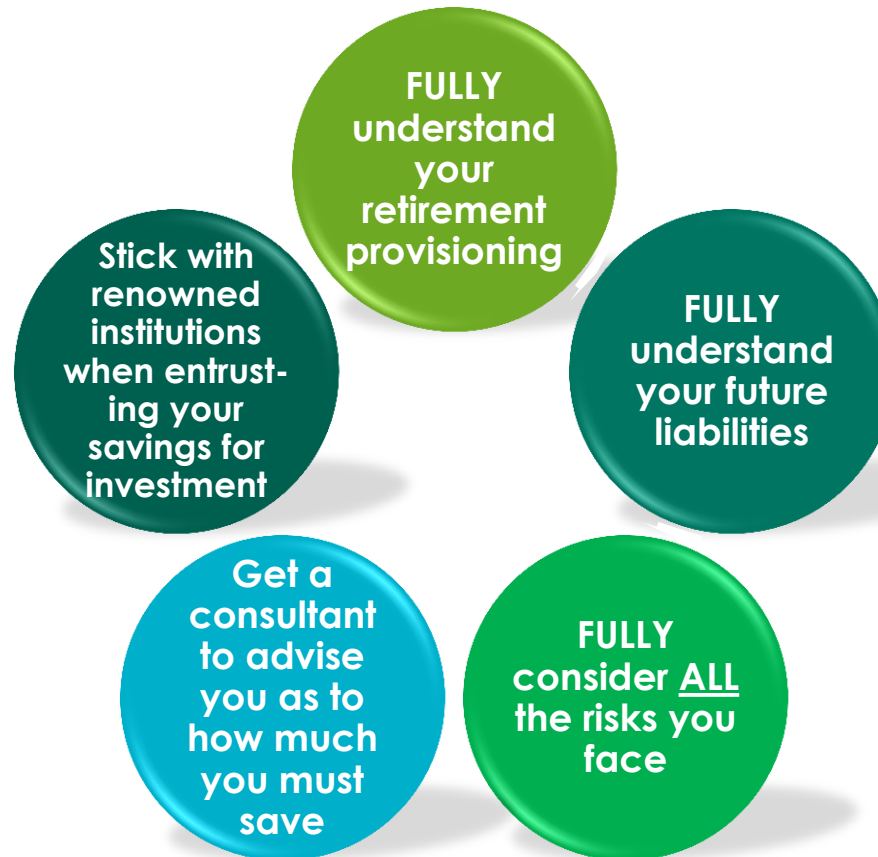 FULLY
understand
your
retirement
provisioning
FULLY
understand
your future
liabilities
FULLY
consider ALL
the risks you
face
Get a
consultant
to advise
you as to
how much
you must
save
Stick with
renowned
institutions
when entrust-
ing your
savings for
investment